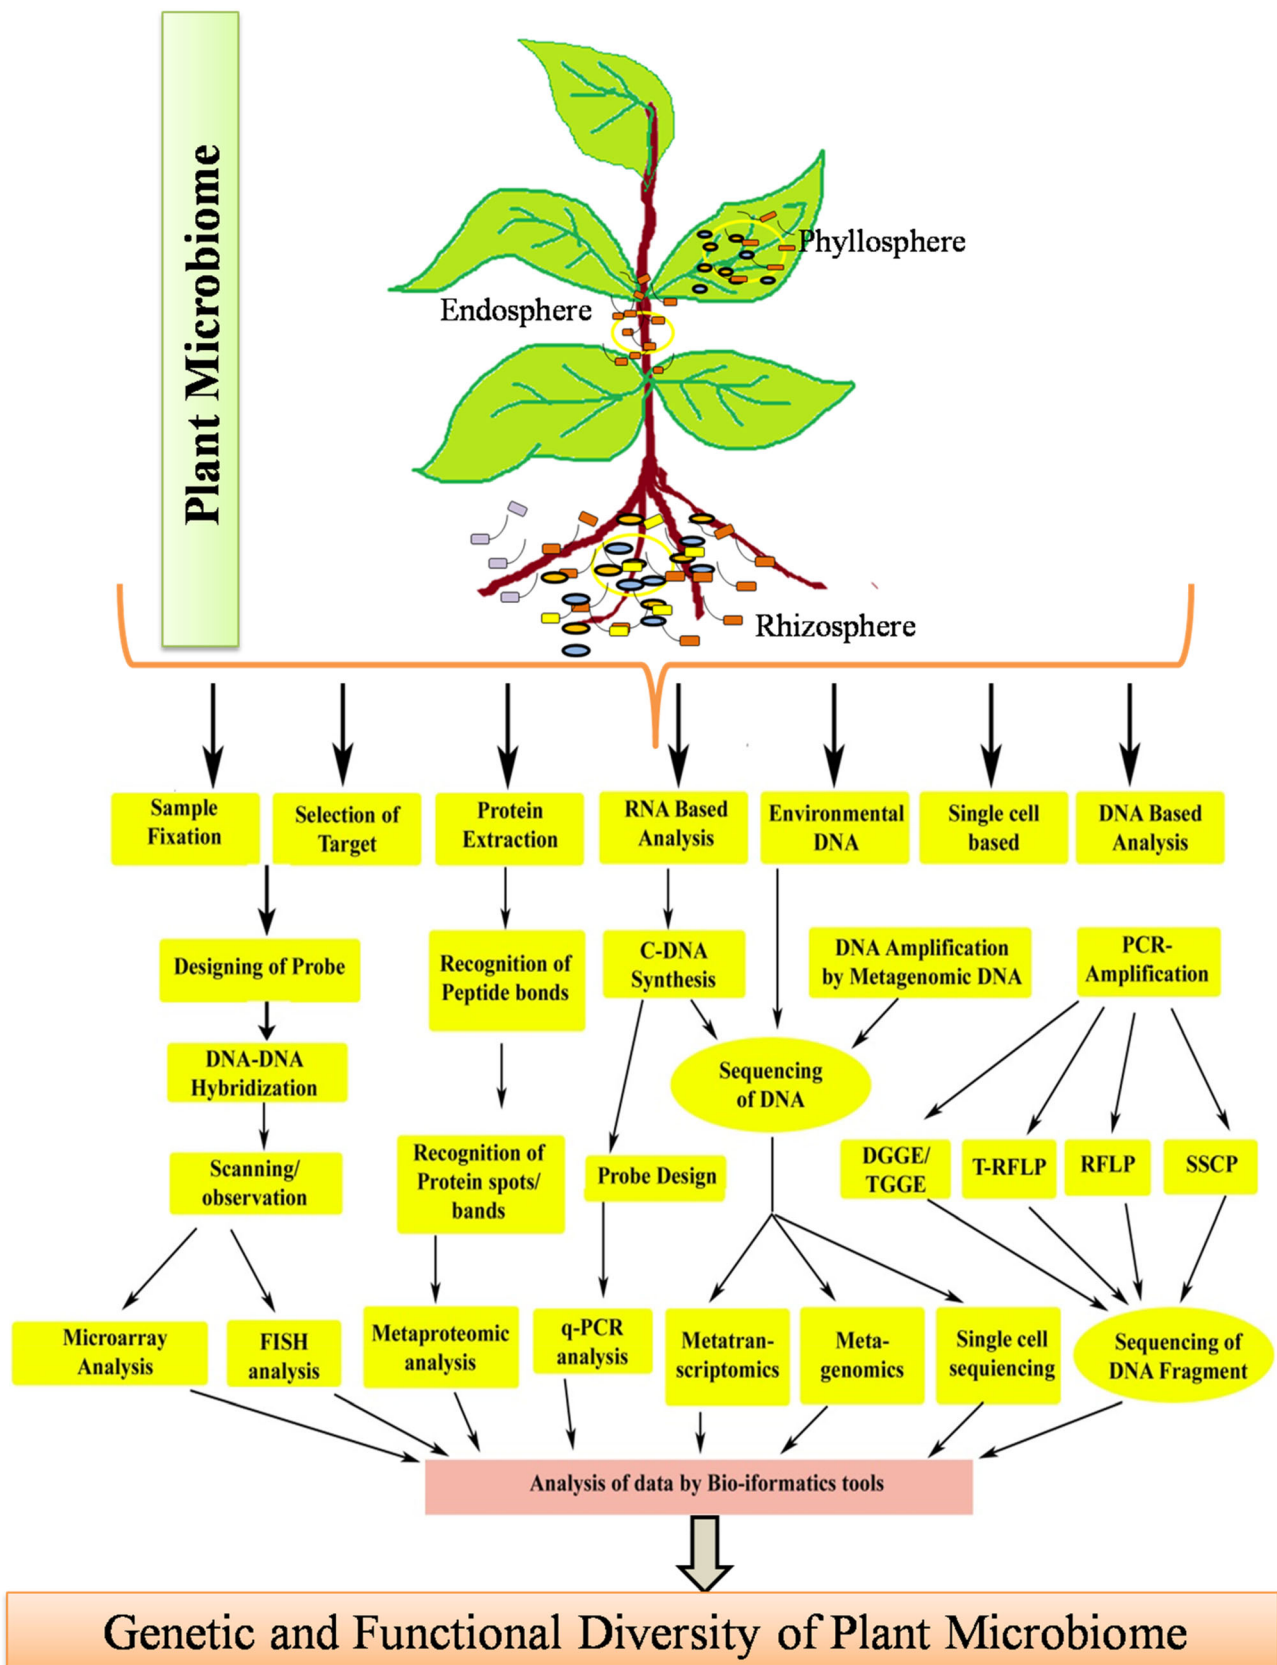 Plant Microbiome
Phyllosphere
Endosphere
Rhizosphere
Sample
Fixation
Selection of
Target
Protein
Extraction
RNA Based
Analysis
Environmental
DNA
Single cell
based
DNA Based
Analysis
Designing of Probe
Recognition of
Peptide bonds
C-DNA
Synthesis
DNA Amplification
by Metagenomic DNA
PCR-
Amplification
DNA-DNA
Hybridization
Sequencing
of DNA
Scanning/
observation
Recognition of
Protein spots/
bands
Probe Design
DGGE/
TGGE
T-RFLP
RFLP
SSCP
Microarray
Analysis
FISH
analysis
Metaproteomic
analysis
q-PCR
analysis
Metatran-
scriptomics
Meta-
genomics
Single cell
sequiencing
Sequencing of
DNA Fragment
Analysis of data by Bio-iformatics tools
Genetic and Functional Diversity of Plant Microbiome